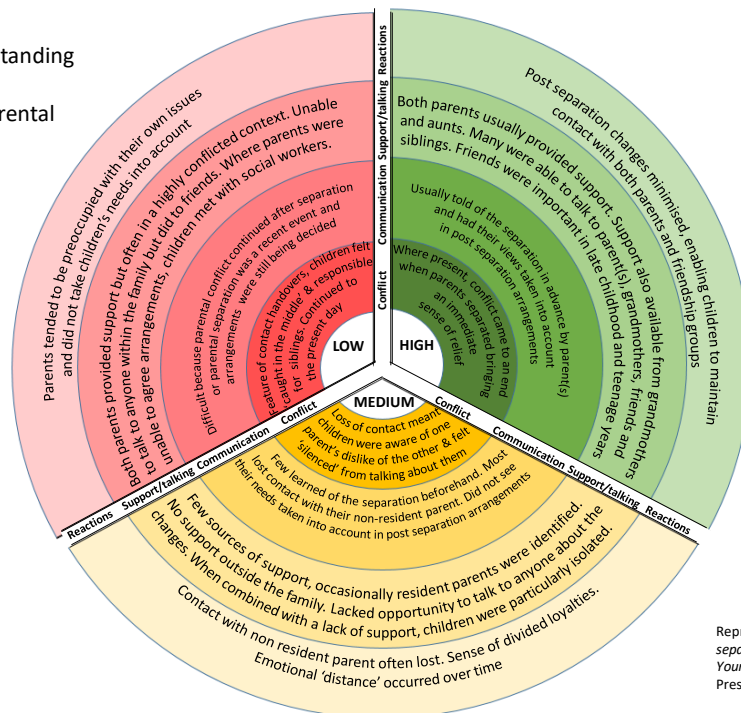 tanding
rental
Reactions
Support/talking
Communication
Conflict
Parents tended to be preoccupied with their own issues
and did not take children's needs into account
Both parents provided support but often in a highly conflicted context. Unable
to talk to anyone within the family but did to friends. Where parents were
unable to agree arrangements, children met with social workers.
Difficult because parental conflict continued after separation
or parental separation was a recent event and
arrangements were still being decided
Feature of contact handovers, children felt
'caught in the middle' & responsible
for siblings. Continued to
the present day
LOW
Post separation changes minimised, enabling children to maintain
contact with both parents and friendship groups
Both parents usually provided support. Support also available from grandmothers
and aunts. Many were able to talk to parent(s), grandmothers, friends and
siblings. Friends were important in late childhood and teenage years
Usually told of the separation in advance by parent(s)
and had their views taken into account
in post separation arrangements
Where present, conflict came to an end
when parents separated bringing
an immediate
sense of relief
HIGH
MEDIUM
Conflict
Communication
Support/talking
Reactions
Conflict
Communication
Support/talking
Reactions
Loss of contact meant
children were aware of one
parent's dislike of the other & felt
'silenced' from talking about them
Few learned of the separation beforehand. Most
lost contact with their non-resident parent. Did not see
their needs taken into account in post separation arrangements
Few sources of support, occasionally resident parents were identified.
No support outside the family. Lacked opportunity to talk to anyone about the
changes. When combined with a lack of support, children were particularly isolated.
Contact with non resident parent often lost. Sense of divided loyalties.
Emotional 'distance' occurred over time
Repr
sepa
Your
Pres